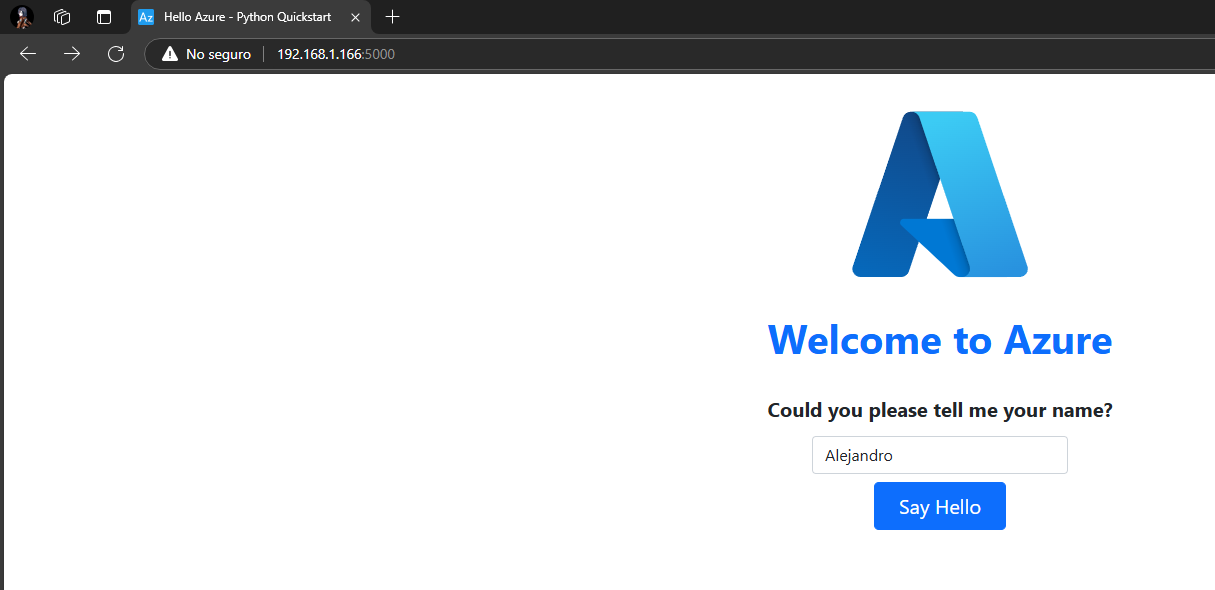 Az Hello Azure - Python Quickstart
No seguro 192.168.1.166:5000
Welcome to Azure
Could you please tell me your name?
Alejandro
Say Hello